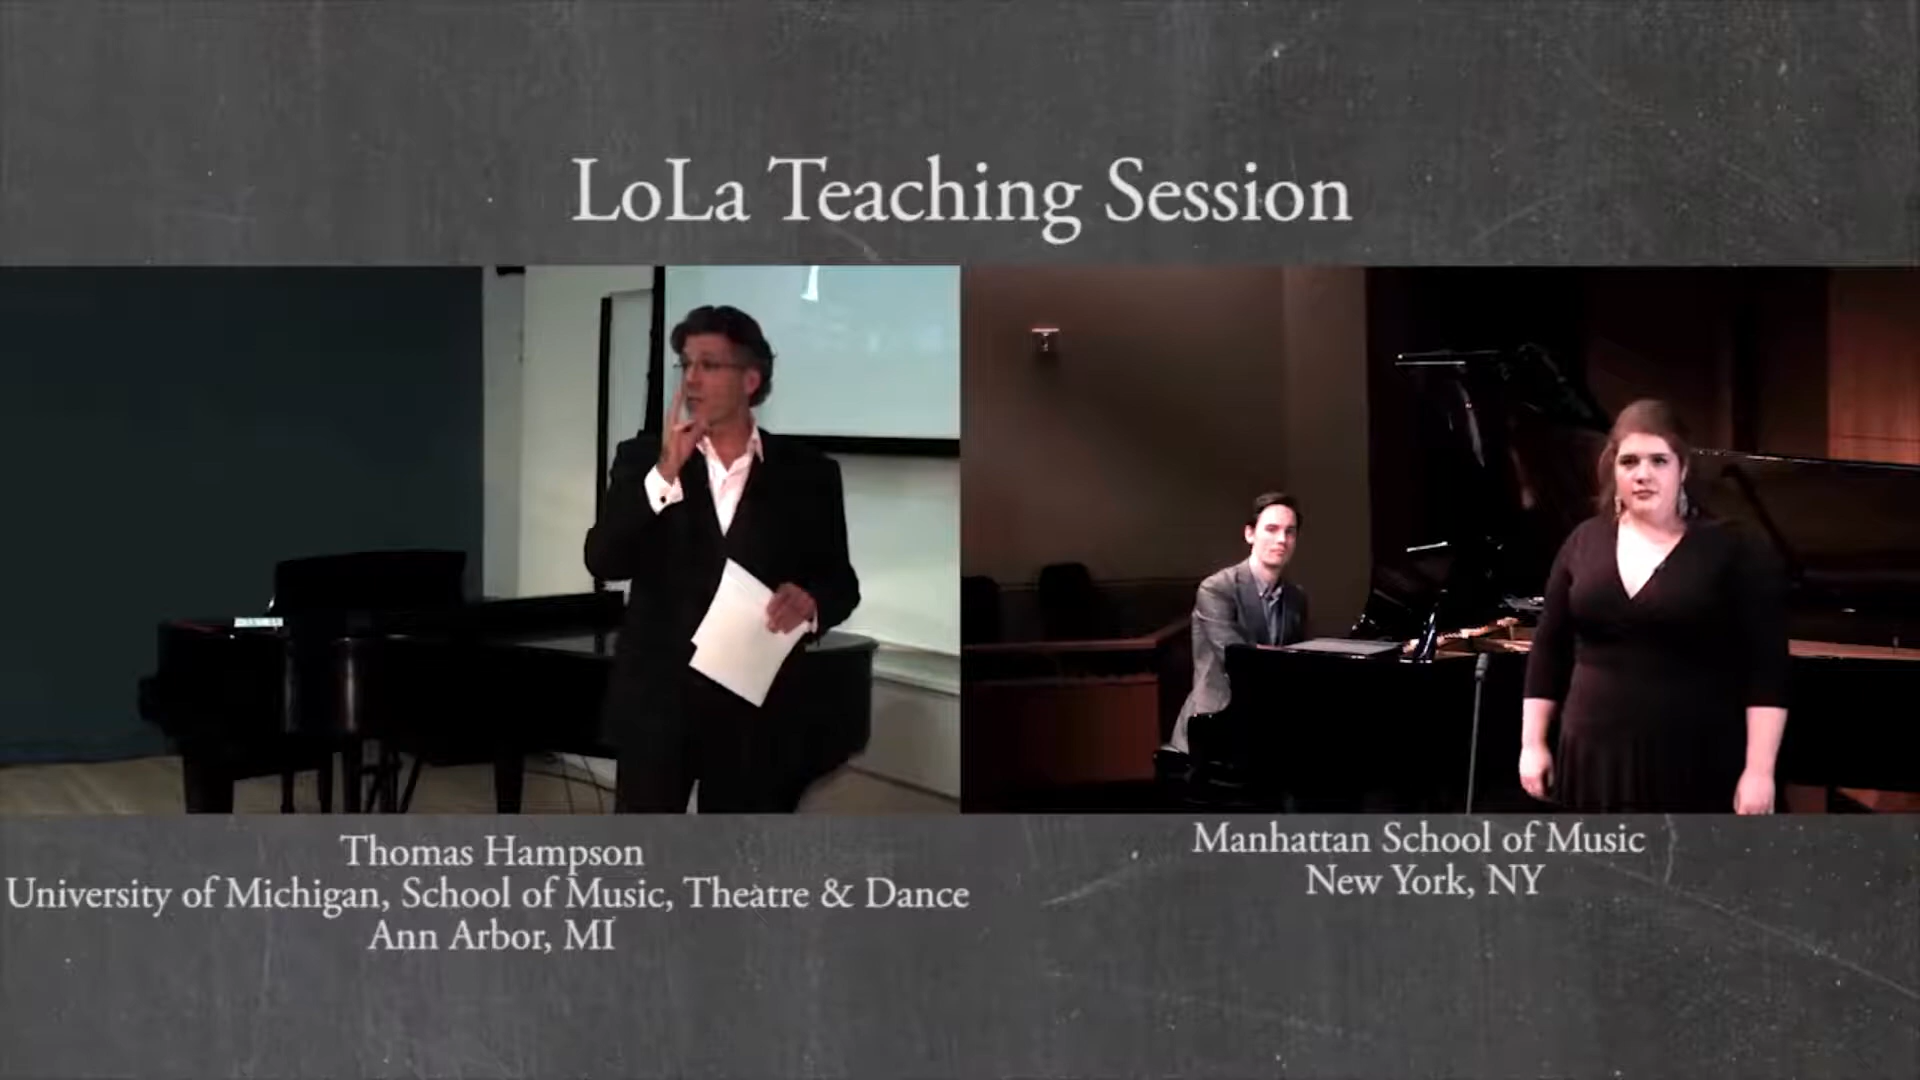 LoLa Teaching Session
Thomas Hampson
University of Michigan, School of Music, Theatre & Dance
Ann Arbor, MI
Manhattan School of Music
New York, NY